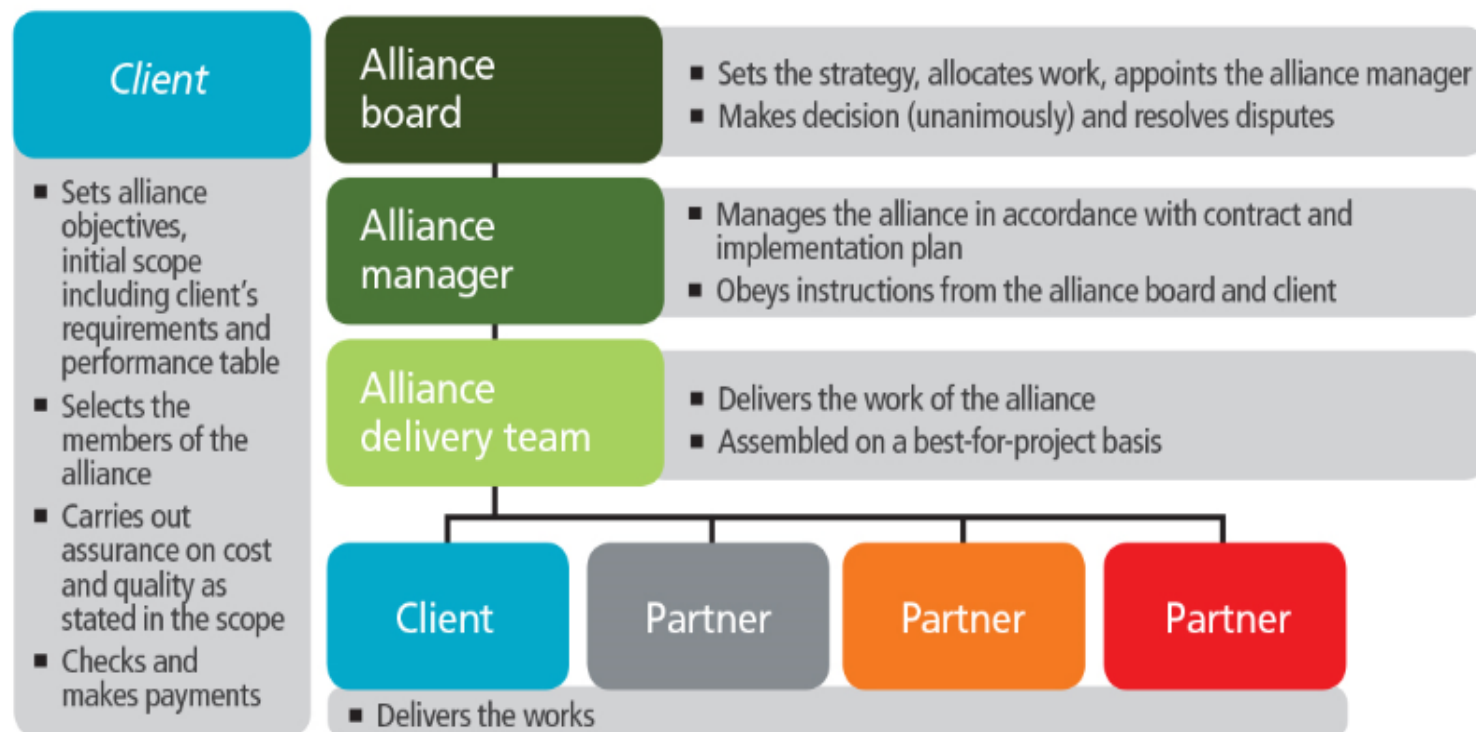 Client
■ Sets alliance
objectives,
initial scope
including client's
requirements and
performance table
■ Selects the
members of the
alliance
■ Carries out
assurance on cost
and quality as
stated in the scope
■ Checks and
makes payments
Alliance
board
■ Sets the strategy, allocates work, appoints the alliance manager
■ Makes decision (unanimously) and resolves disputes
Alliance
manager
■ Manages the alliance in accordance with contract and
implementation plan
■ Obeys instructions from the alliance board and client
Alliance
delivery team
■ Delivers the work of the alliance
■ Assembled on a best-for-project basis
Client
Partner
Partner
Partner
■ Delivers the works